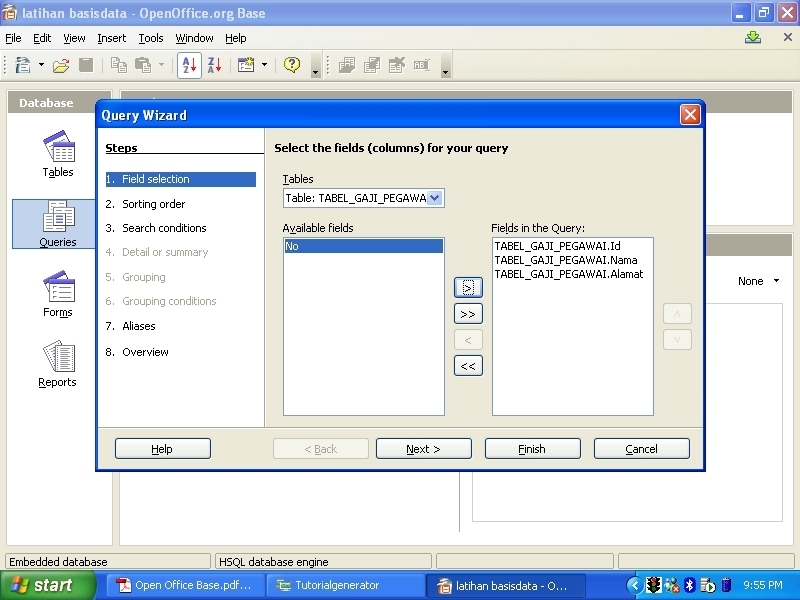 latihan basisdata - OpenOffice.org Base
File Edit View Insert Tools Window Help
Database
Tables
Queries
Forms
Reports
None
Query Wizard
Steps
1. Field selection
2. Sorting order
3. Search conditions
4. Detail or summary
5. Grouping
6. Grouping conditions
7. Aliases
8. Overview
Select the fields (columns) for your query
Tables
Table: TABEL_GAJI_PEGAWA
Available fields
No
>
>>
<
<<
Fields in the Query:
TABEL_GAJI_PEGAWAI.Id
TABEL_GAJI_PEGAWAI.Nama
TABEL_GAJI_PEGAWAI.Alamat
Help
< Back
Next >
Finish
Cancel
Embedded database
HSQL database engine
start
Open Office Base.pdf...
Tutorialgenerator
latihan basisdata - O...
9:55 PM